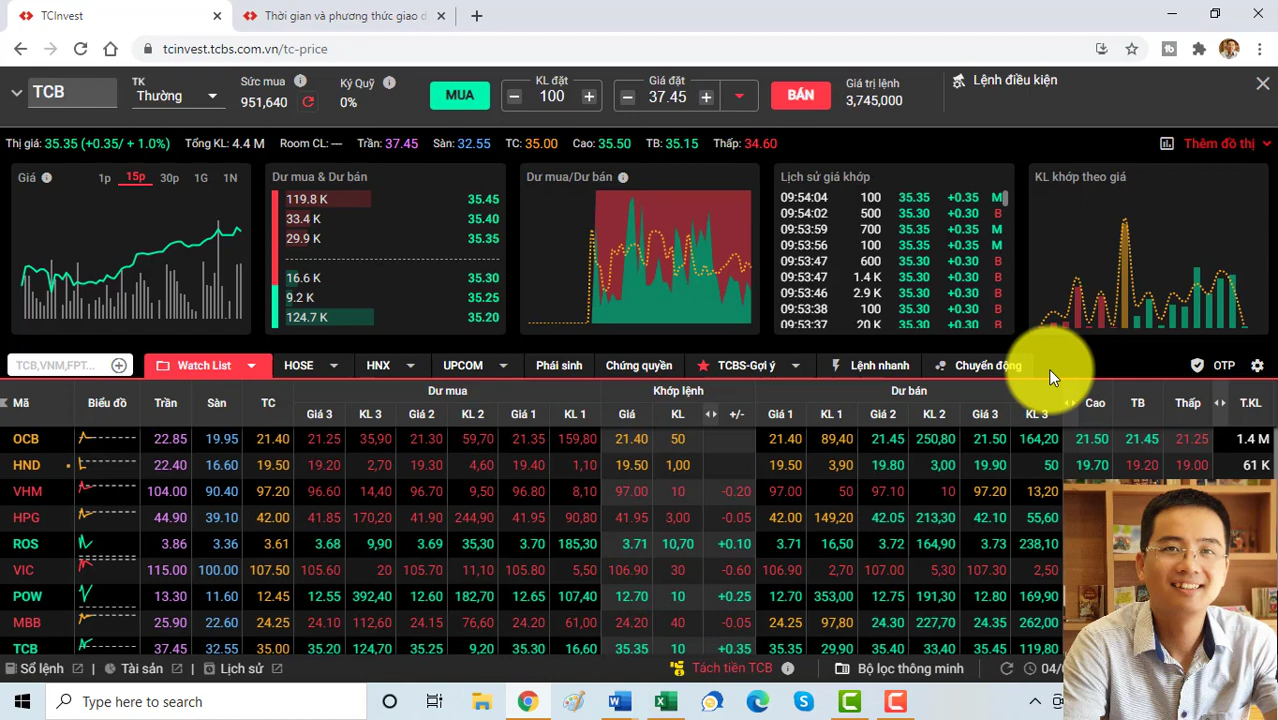 TCInvest
Thời gian và phương thức giao d
tcinvest.tcbs.com.vn/tc-price
TCB
TK
Thường
Sức mua
951,640
Ký Quỹ
0%
MUA
KL đặt
100
Giá đặt
37.45
BÁN
Giá trị lệnh
3,745,000
Lệnh điều kiện
Thị giá: 35.35 (+0.35/ + 1.0%) Tổng KL: 4.4 M Room CL: — Trần: 37.45 Sàn: 32.55 TC: 35.00 Cao: 35.50 TB: 35.15 Thấp: 34.60 Thêm đồ thị
Giá 1p 15p 30p 1G 1N
Dư mua & Dư bán
119.8 K 35.45
33.4 K 35.40
29.9 K 35.35
16.6 K 35.30
9.2 K 35.25
124.7 K 35.20
Dư mua/Dư bán
Lịch sử giá khớp
09:54:04 100 35.35 +0.35 M
09:54:02 500 35.30 +0.30 B
09:53:59 700 35.35 +0.35 M
09:53:56 100 35.35 +0.35 M
09:53:47 600 35.30 +0.30 B
09:53:47 1.4 K 35.30 +0.30 B
09:53:46 2.9 K 35.30 +0.30 B
09:53:38 100 35.30 +0.30 B
09:53:37 20 K 35.30 +0.30 B
KL khớp theo giá
TCB,VNM,FPT... Watch List HOSE HNX UPCOM Phái sinh Chứng quyền TCBS-Gợi ý Lệnh nhanh Chuyển động OTP
Mã Biểu đồ Trần Sàn TC Dư mua Khớp lệnh Dư bán Cao TB Thấp T.KL
Giá 3 KL 3 Giá 2 KL 2 Giá 1 KL 1 Giá KL +/- Giá 1 KL 1 Giá 2 KL 2 Giá 3 KL 3
OCB 22.85 19.95 21.40 21.25 35,90 21.30 59,70 21.35 159,80 21.40 50 21.40 89,40 21.45 250,80 21.50 164,20 21.50 21.45 21.25 1.4 M
HND 22.40 16.60 19.50 19.20 2,70 19.30 4,60 19.40 1,10 19.50 1,00 19.50 3,90 19.80 3,00 19.90 50 19.70 19.20 19.00 61 K
VHM 104.00 90.40 97.20 96.60 14,40 96.70 9,50 96.80 8,10 97.00 10 -0.20 97.00 50 97.10 10 97.20 13,20
HPG 44.90 39.10 42.00 41.85 170,20 41.90 244,90 41.95 90,80 41.95 3,00 -0.05 42.00 149,20 42.05 213,30 42.10 55,60
ROS 3.86 3.36 3.61 3.68 9,90 3.69 35,30 3.70 185,30 3.71 10,70 +0.10 3.71 16,50 3.72 164,90 3.73 238,10
VIC 115.00 100.00 107.50 105.60 20 105.70 11,10 105.80 5,50 106.90 30 -0.60 106.90 2,70 107.00 5,30 107.30 2,50
POW 13.30 11.60 12.45 12.55 392,40 12.60 182,70 12.65 107,40 12.70 10 +0.25 12.70 353,00 12.75 191,30 12.80 169,90
MBB 25.90 22.60 24.25 24.10 112,60 24.15 76,60 24.20 61,00 24.20 40 -0.05 24.25 97,80 24.30 227,70 24.35 262,00
TCB 37.45 32.55 35.00 35.20 124,70 35.25 9,20 35.30 16,60 35.35 10 +0.35 35.35 29,90 35.40 33,40 35.45 119,80
Sổ lệnh Tài sản Lịch sử Tách tiền TCB Bộ lọc thông minh 04/0
Type here to search